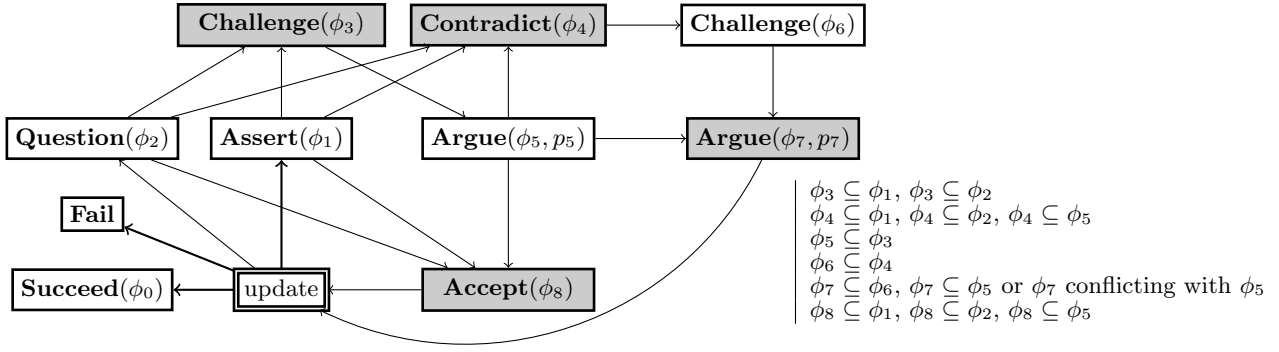 Challenge(ϕ₃) Contradict(ϕ₄) Challenge(ϕ₆)
Question(ϕ₂) Assert(ϕ₁) Argue(ϕ₅, p₅) Argue(ϕ₇, p₇)
Fail
Succeed(ϕ₀) update Accept(ϕ₈)
ϕ₃ ⊆ ϕ₁, ϕ₃ ⊆ ϕ₂
ϕ₄ ⊆ ϕ₁, ϕ₄ ⊆ ϕ₂, ϕ₄ ⊆ ϕ₅
ϕ₅ ⊆ ϕ₃
ϕ₆ ⊆ ϕ₄
ϕ₇ ⊆ ϕ₆, ϕ₇ ⊆ ϕ₅ or ϕ₇ conflicting with ϕ₅
ϕ₈ ⊆ ϕ₁, ϕ₈ ⊆ ϕ₂, ϕ₈ ⊆ ϕ₅